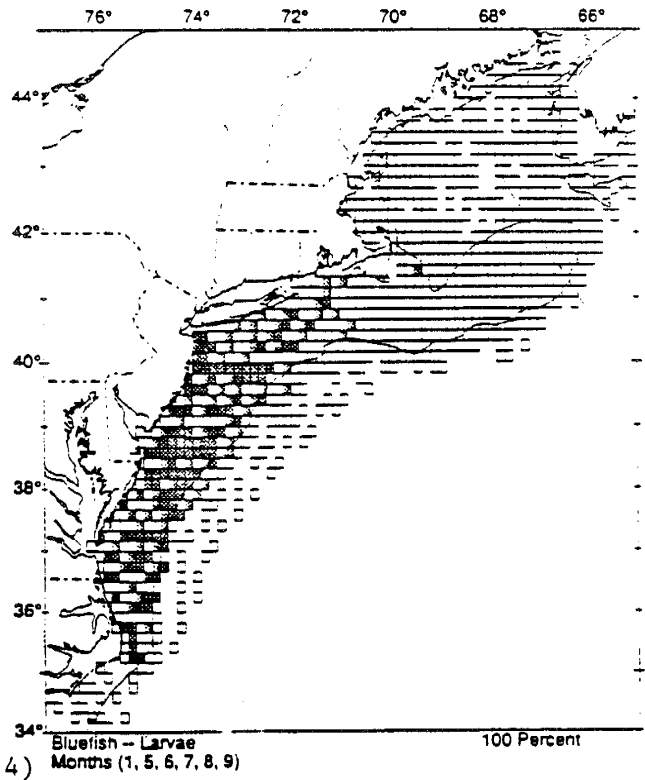 76° 74° 72° 70° 68° 66°
44°
42°
40°
38°
36°
34°
Bluefish -- Larvae 100 Percent
4) Months (1, 5, 6, 7, 8, 9)